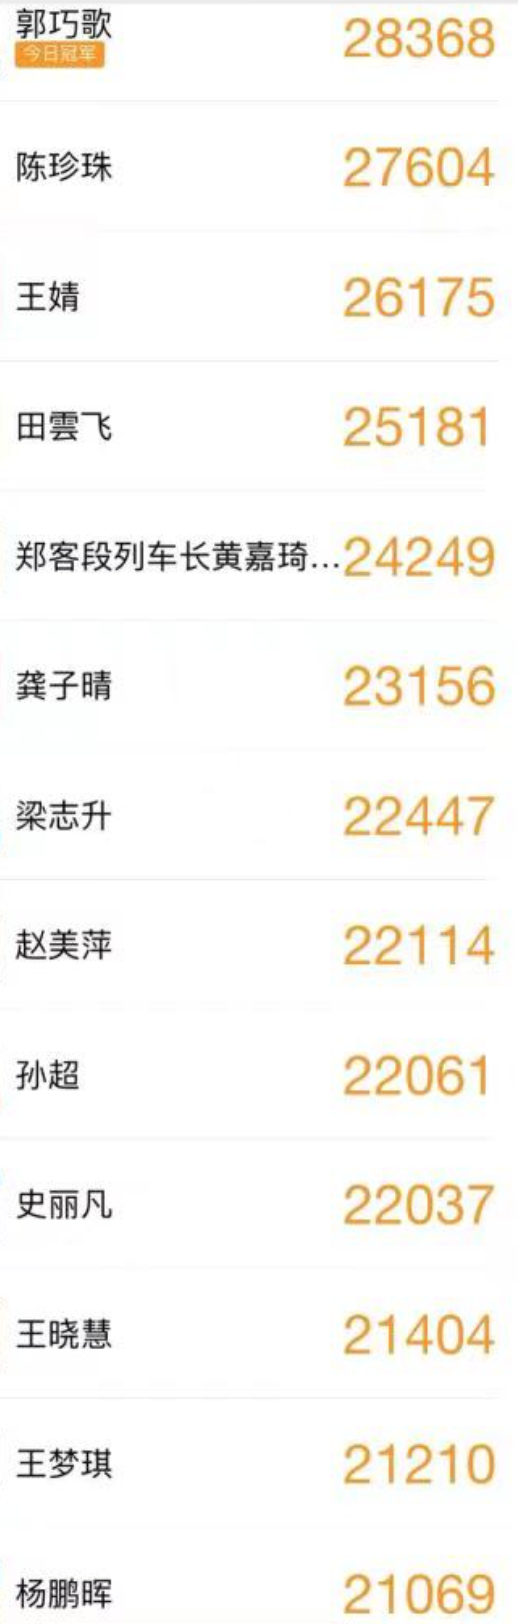 郭巧歌 28368
今日冠军
陈珍珠 27604
王婧 26175
田雲飞 25181
郑客段列车长黄嘉琦... 24249
龚子晴 23156
梁志升 22447
赵美萍 22114
孙超 22061
史丽凡 22037
王晓慧 21404
王梦琪 21210
杨鹏晖 21069